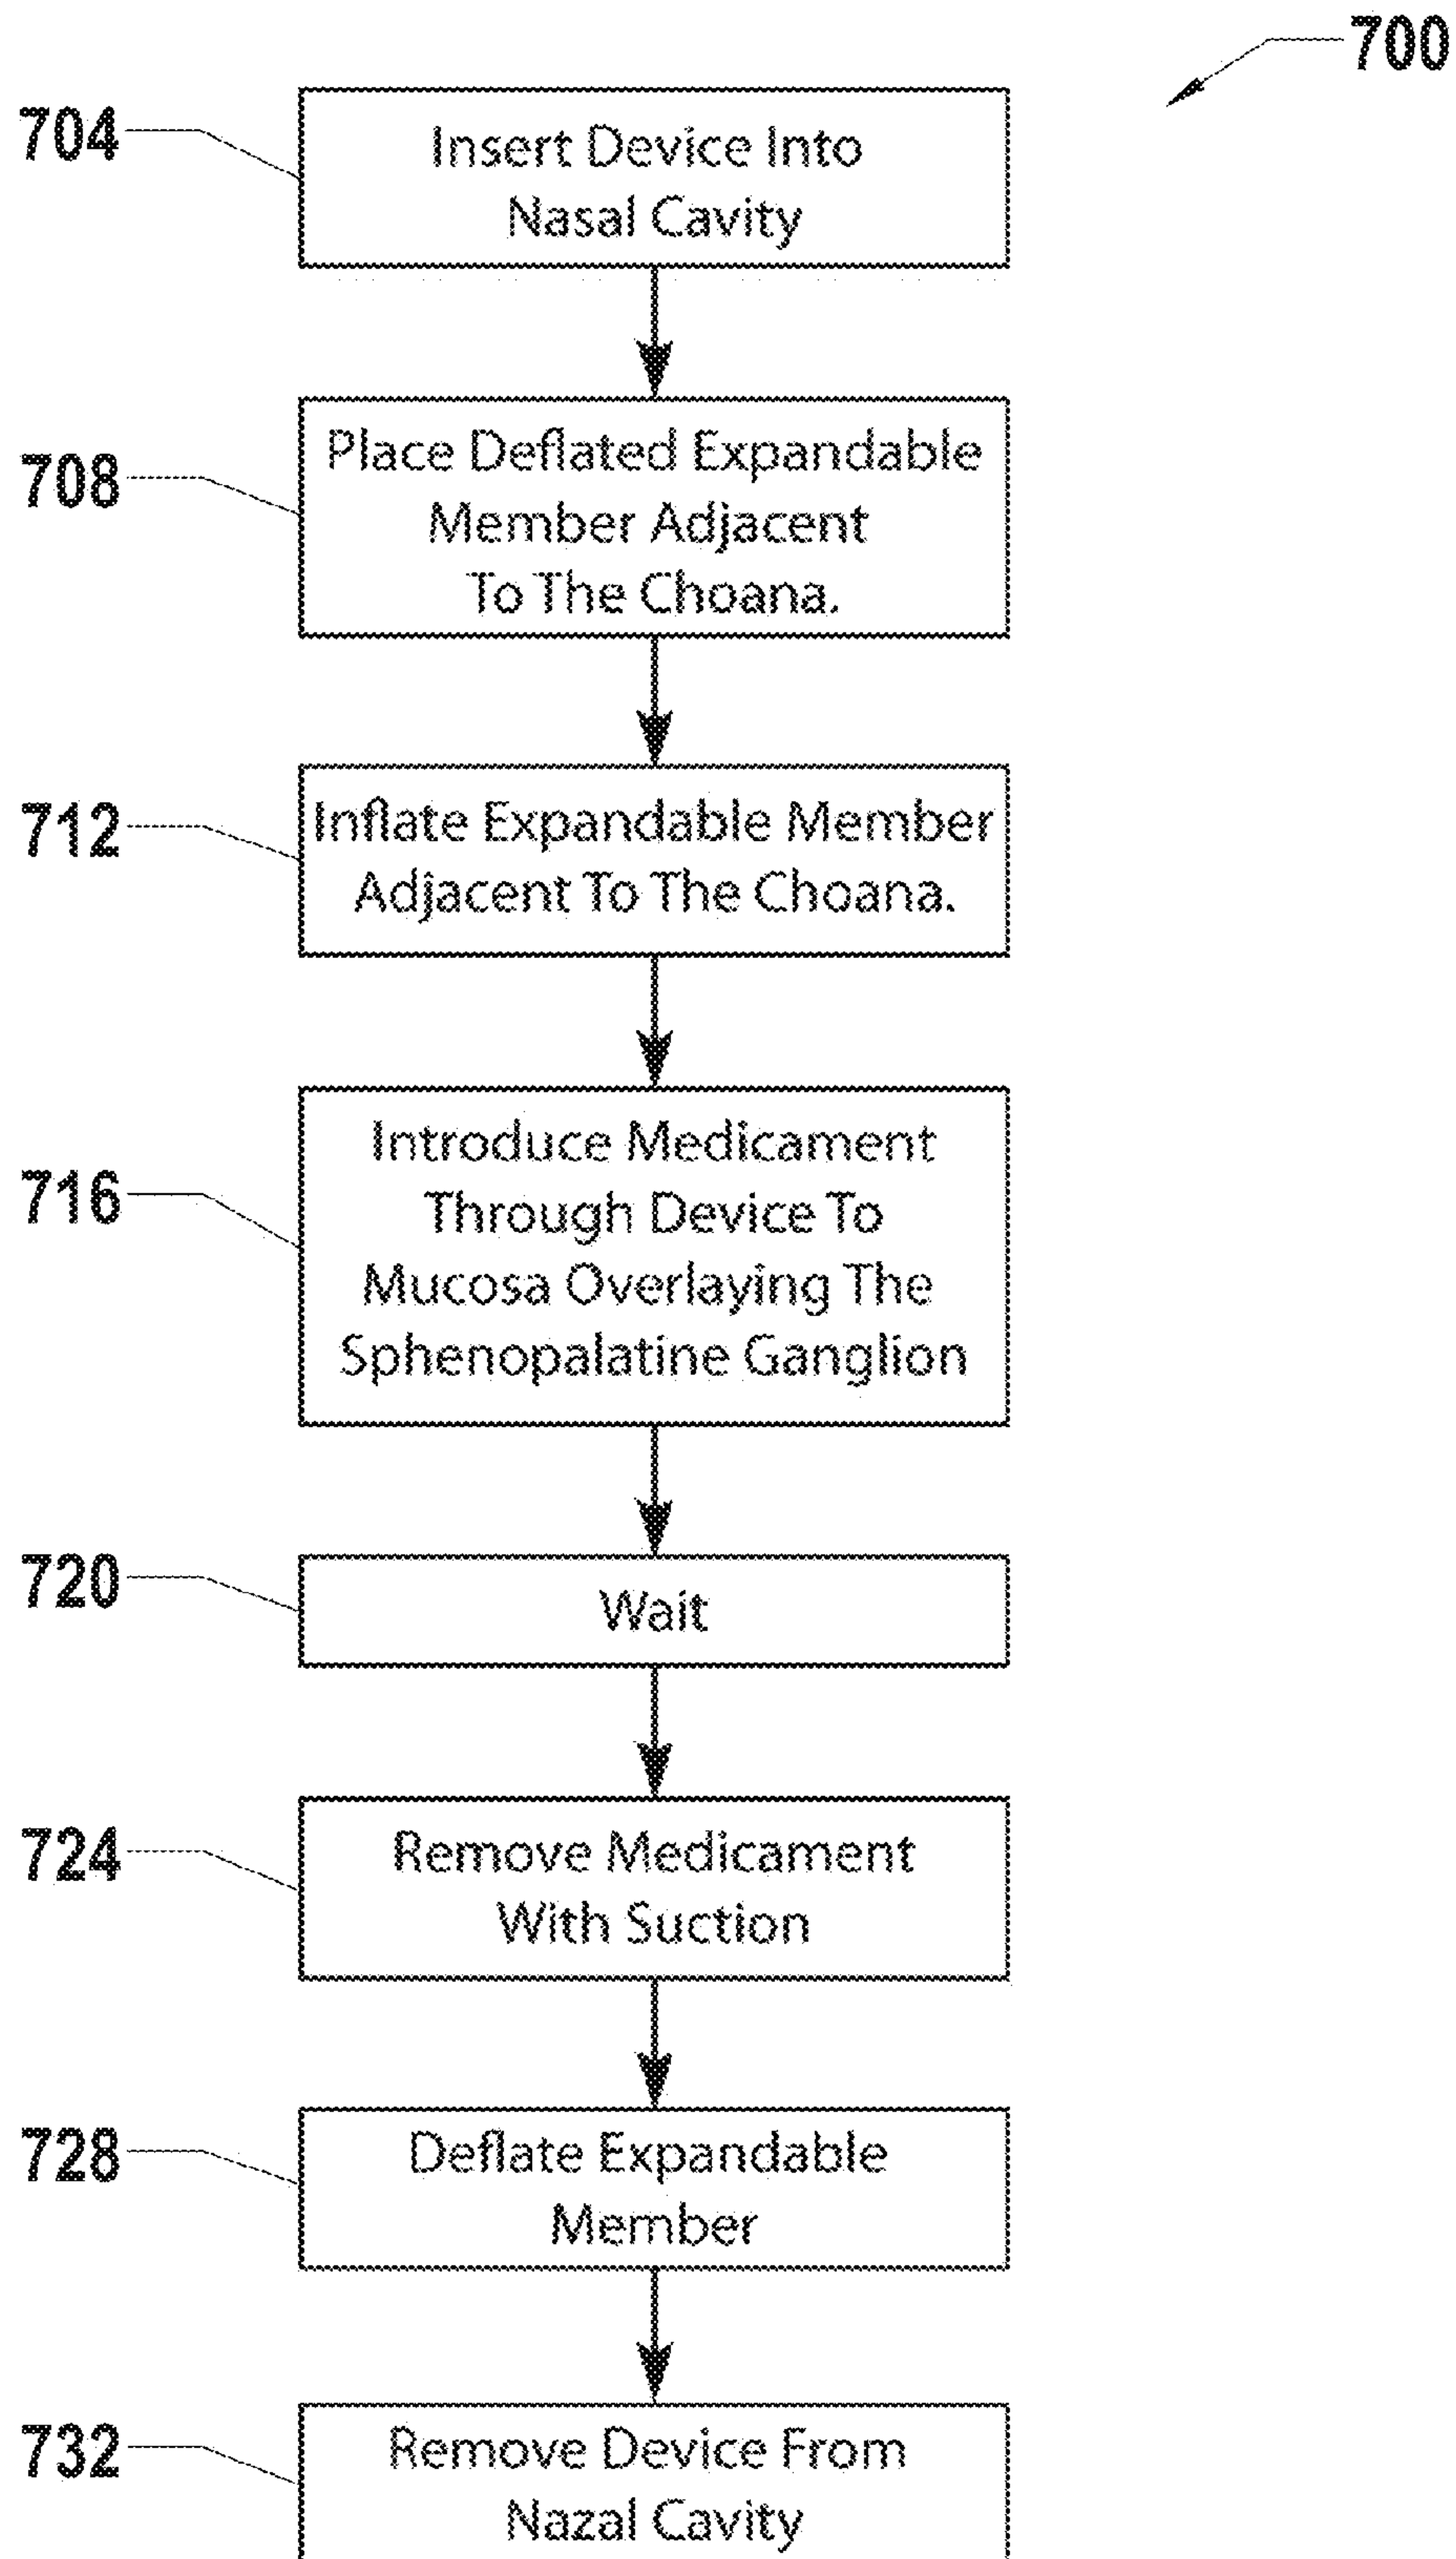 700
704
Insert Device Into
Nasal Cavity
708
Place Deflated Expandable
Member Adjacent
To The Choana.
712
Inflate Expandable Member
Adjacent To The Choana.
716
Introduce Medicament
Through Device To
Mucosa Overlaying The
Sphenopalatine Ganglion
720
Wait
724
Remove Medicament
With Suction
728
Deflate Expandable
Member
732
Remove Device From
Nazal Cavity